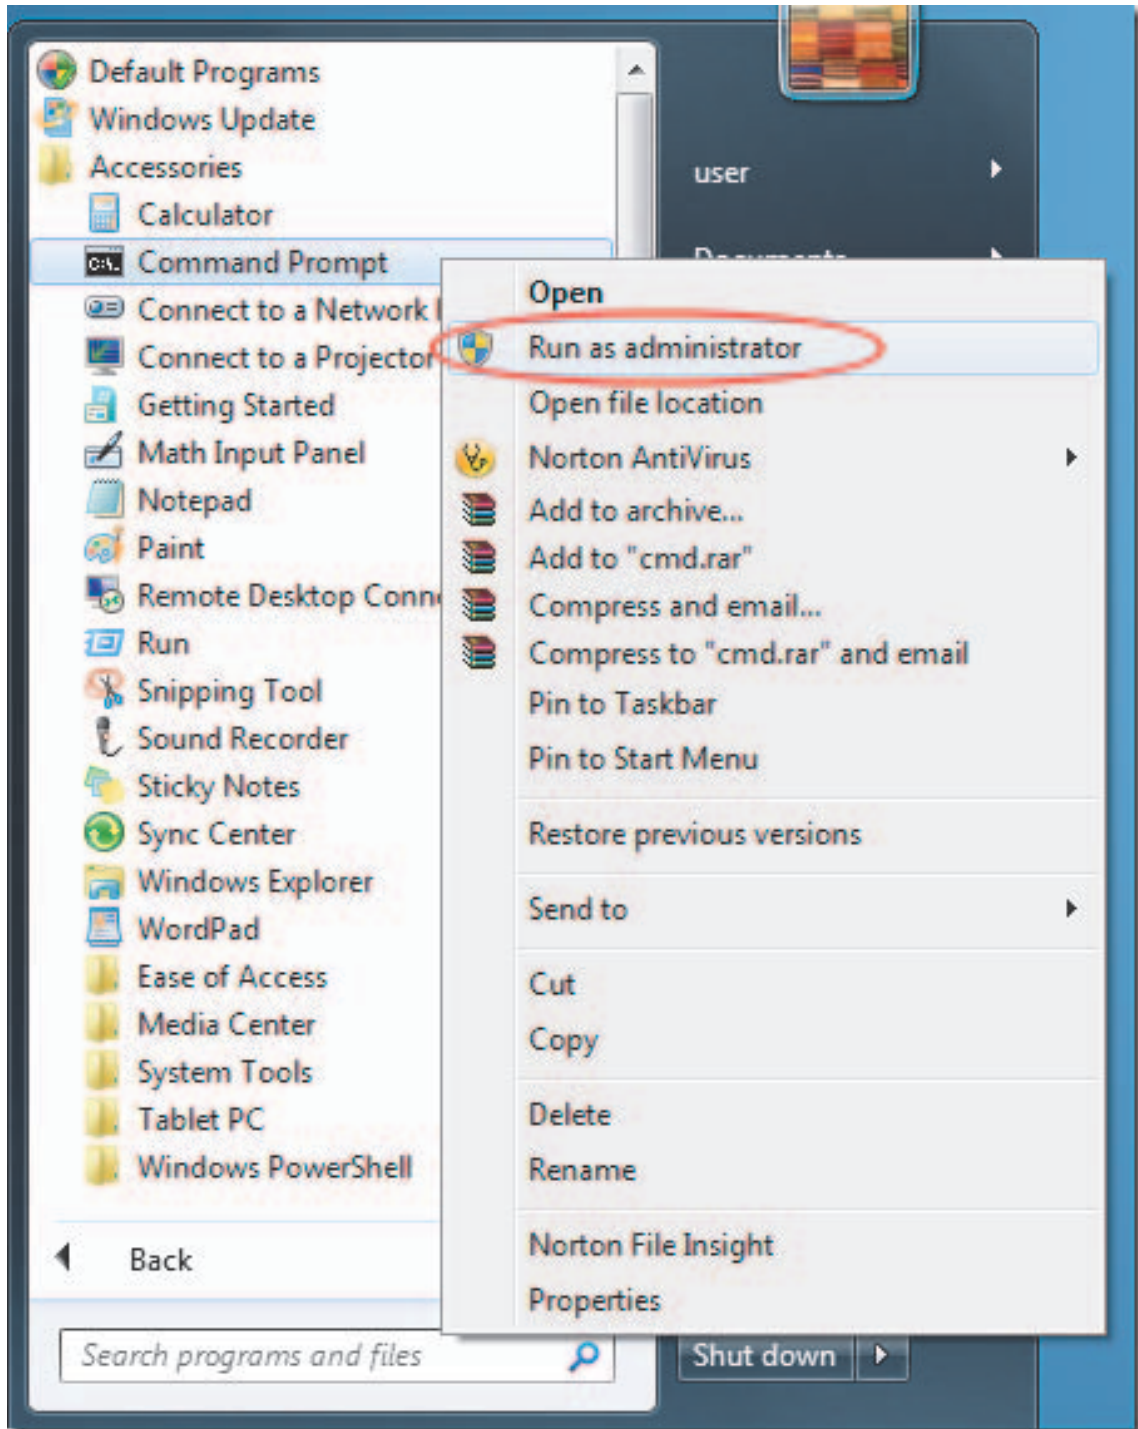 Default Programs
Windows Update
Accessories
Calculator
Command Prompt
Connect to a Network
Connect to a Projector
Getting Started
Math Input Panel
Notepad
Paint
Remote Desktop Conn
Run
Snipping Tool
Sound Recorder
Sticky Notes
Sync Center
Windows Explorer
WordPad
Ease of Access
Media Center
System Tools
Tablet PC
Windows PowerShell
Back
Search programs and files
user
Documents
Open
Run as administrator
Open file location
Norton AntiVirus
Add to archive...
Add to "cmd.rar"
Compress and email...
Compress to "cmd.rar" and email
Pin to Taskbar
Pin to Start Menu
Restore previous versions
Send to
Cut
Copy
Delete
Rename
Norton File Insight
Properties
Shut down